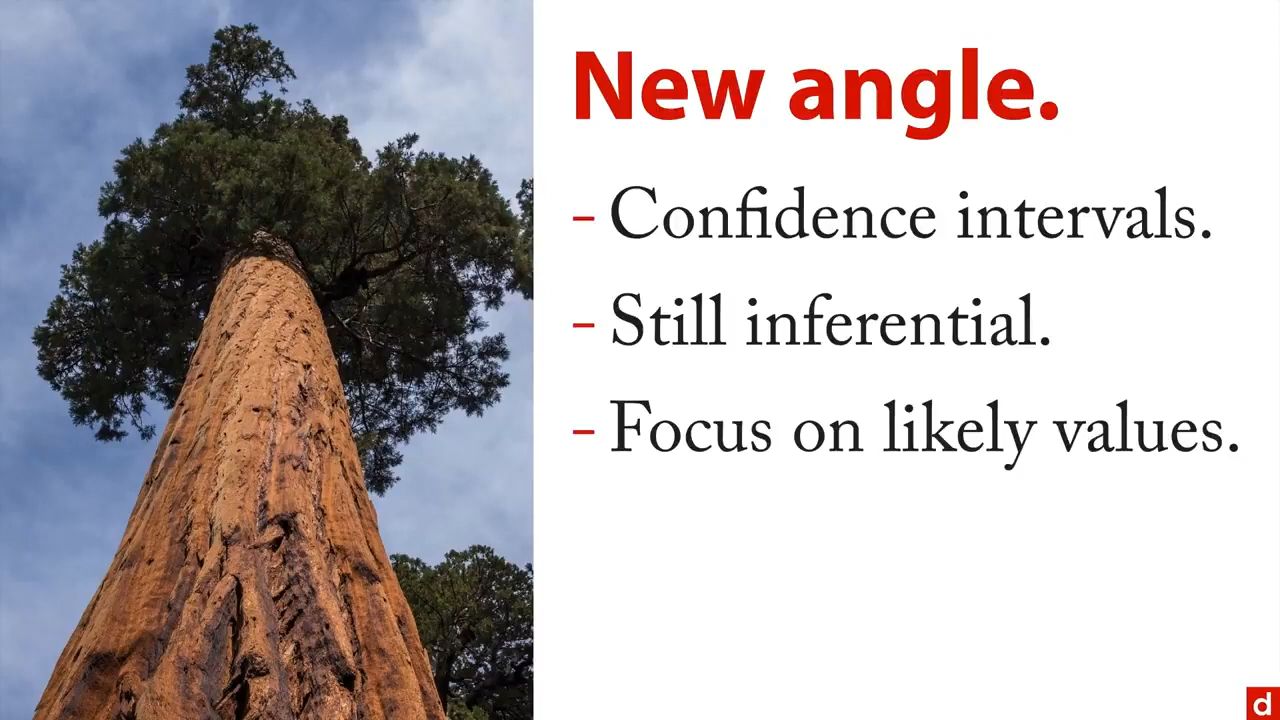 New angle.
- Confidence intervals.
- Still inferential.
- Focus on likely values.
d